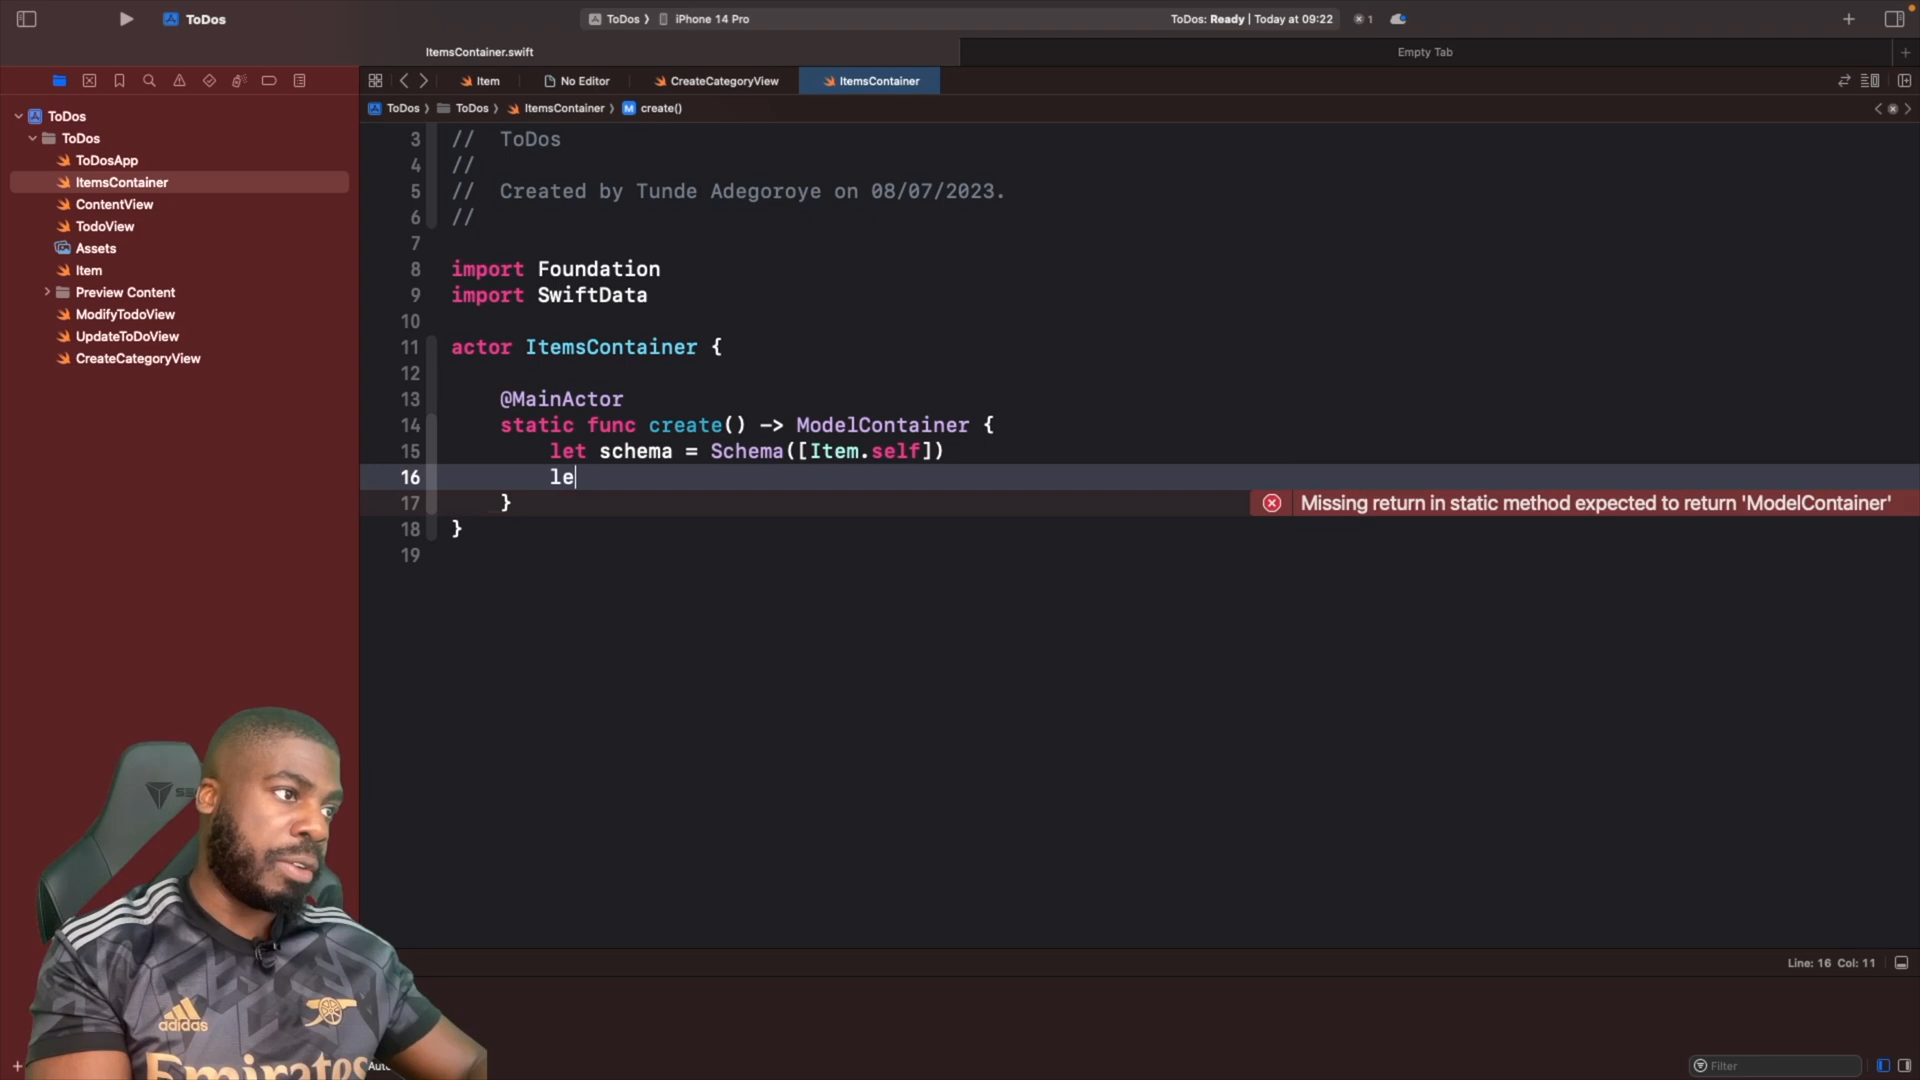 ToDos
ToDos
iPhone 14 Pro
ToDos: Ready | Today at 09:22
1
ItemsContainer.swift
Empty Tab
Item
No Editor
CreateCategoryView
ItemsContainer
ToDos
ToDos
ItemsContainer
M
create()
ToDos
ToDos
ToDosApp
ItemsContainer
ContentView
TodoView
Assets
Item
Preview Content
ModifyTodoView
UpdateToDoView
CreateCategoryView
3 // ToDos
4 //
5 // Created by Tunde Adegoroye on 08/07/2023.
6 //
7
8 import Foundation
9 import SwiftData
10
11 actor ItemsContainer {
12
13 @MainActor
14 static func create() -> ModelContainer {
15 let schema = Schema([Item.self])
16 le
17 }
Missing return in static method expected to return 'ModelContainer'
18 }
19
Line: 16 Col: 11
adidas
Emirates
Auto
Filter